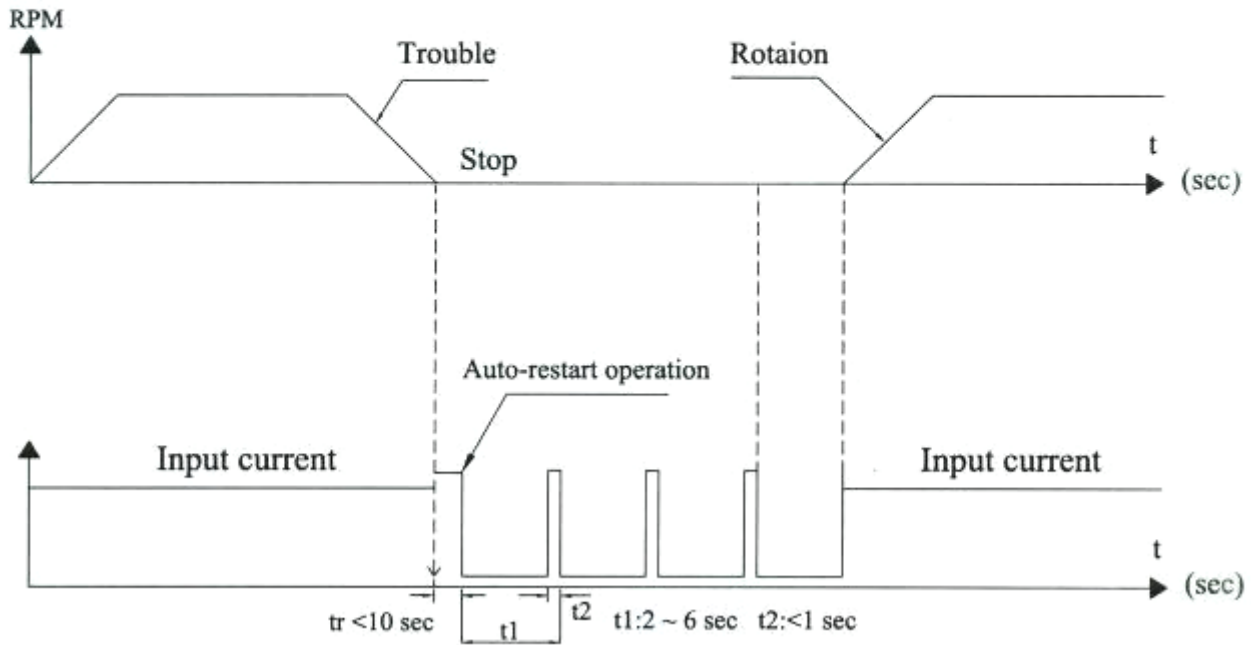 RPM
Trouble
Rotaion
Stop
t
(sec)
Auto-restart operation
Input current
Input current
t
(sec)
tr <10 sec
t1
t2
t1:2 ~ 6 sec
t2:<1 sec